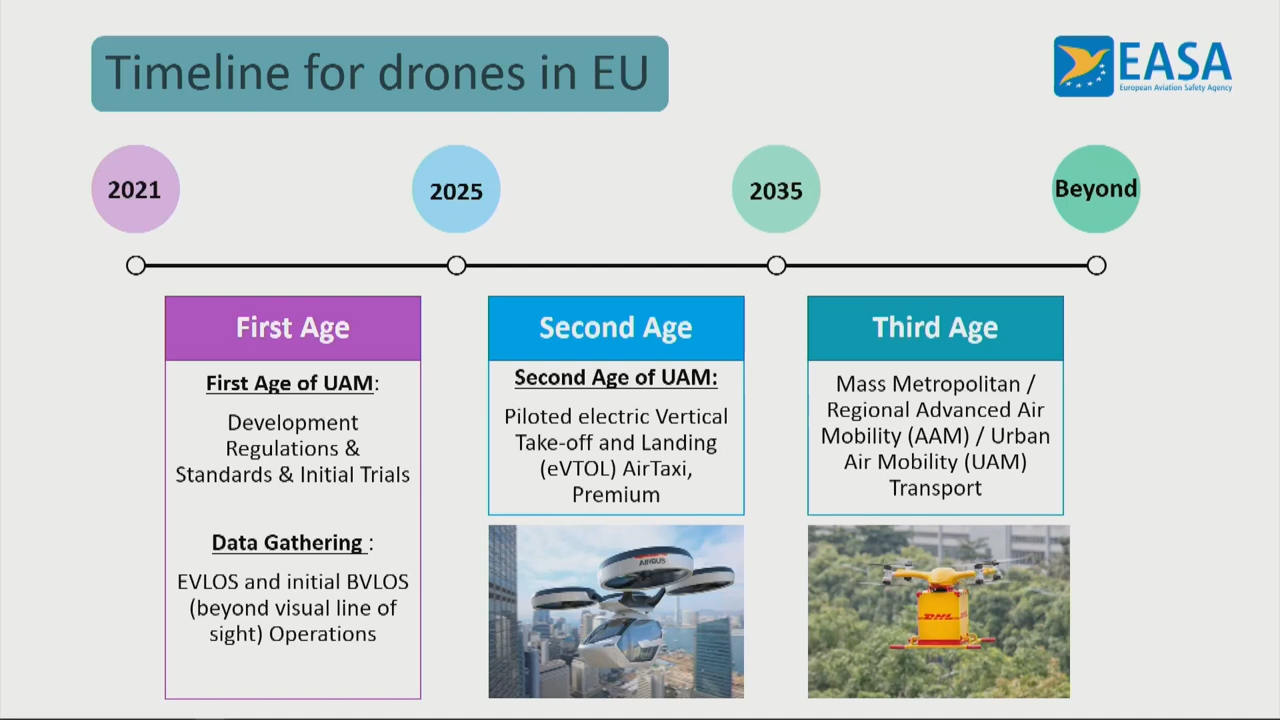 Timeline for drones in EU
EASA
European Aviation Safety Agency
2021
2025
2035
Beyond
First Age
First Age of UAM:
Development
Regulations &
Standards & Initial Trials
Data Gathering :
EVLOS and initial BVLOS
(beyond visual line of
sight) Operations
Second Age
Second Age of UAM:
Piloted electric Vertical
Take-off and Landing
(eVTOL) AirTaxi,
Premium
AIRBUS
Third Age
Mass Metropolitan /
Regional Advanced Air
Mobility (AAM) / Urban
Air Mobility (UAM)
Transport
DHL